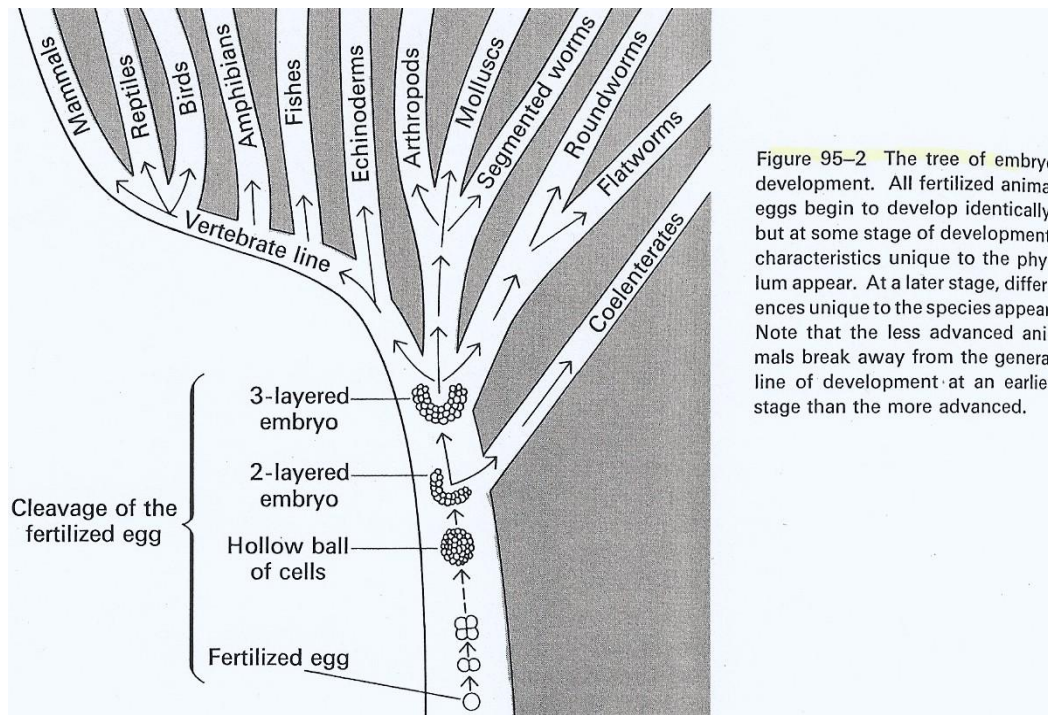 Mammals
Reptiles
Birds
Amphibians
Fishes
Echinoderms
Arthropods
Molluscs
Segmented worms
Roundworms
Flatworms
Coelenterates
Vertebrate line
3-layered
embryo
2-layered
embryo
Cleavage of the
fertilized egg
Hollow ball
of cells
Fertilized egg
Figure 95–2 The tree of embryo
development. All fertilized anima
eggs begin to develop identically
but at some stage of development
characteristics unique to the phy-
lum appear. At a later stage, differ-
ences unique to the species appear
Note that the less advanced ani-
mals break away from the genera
line of development at an earlie
stage than the more advanced.